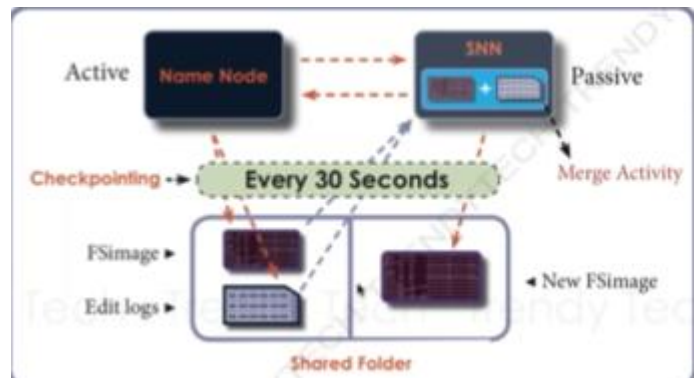 SNN
Active
Name Node
Passive
Checkpointing
Every 30 Seconds
Merge Activity
FSimage
New FSimage
Edit logs
Shared Folder